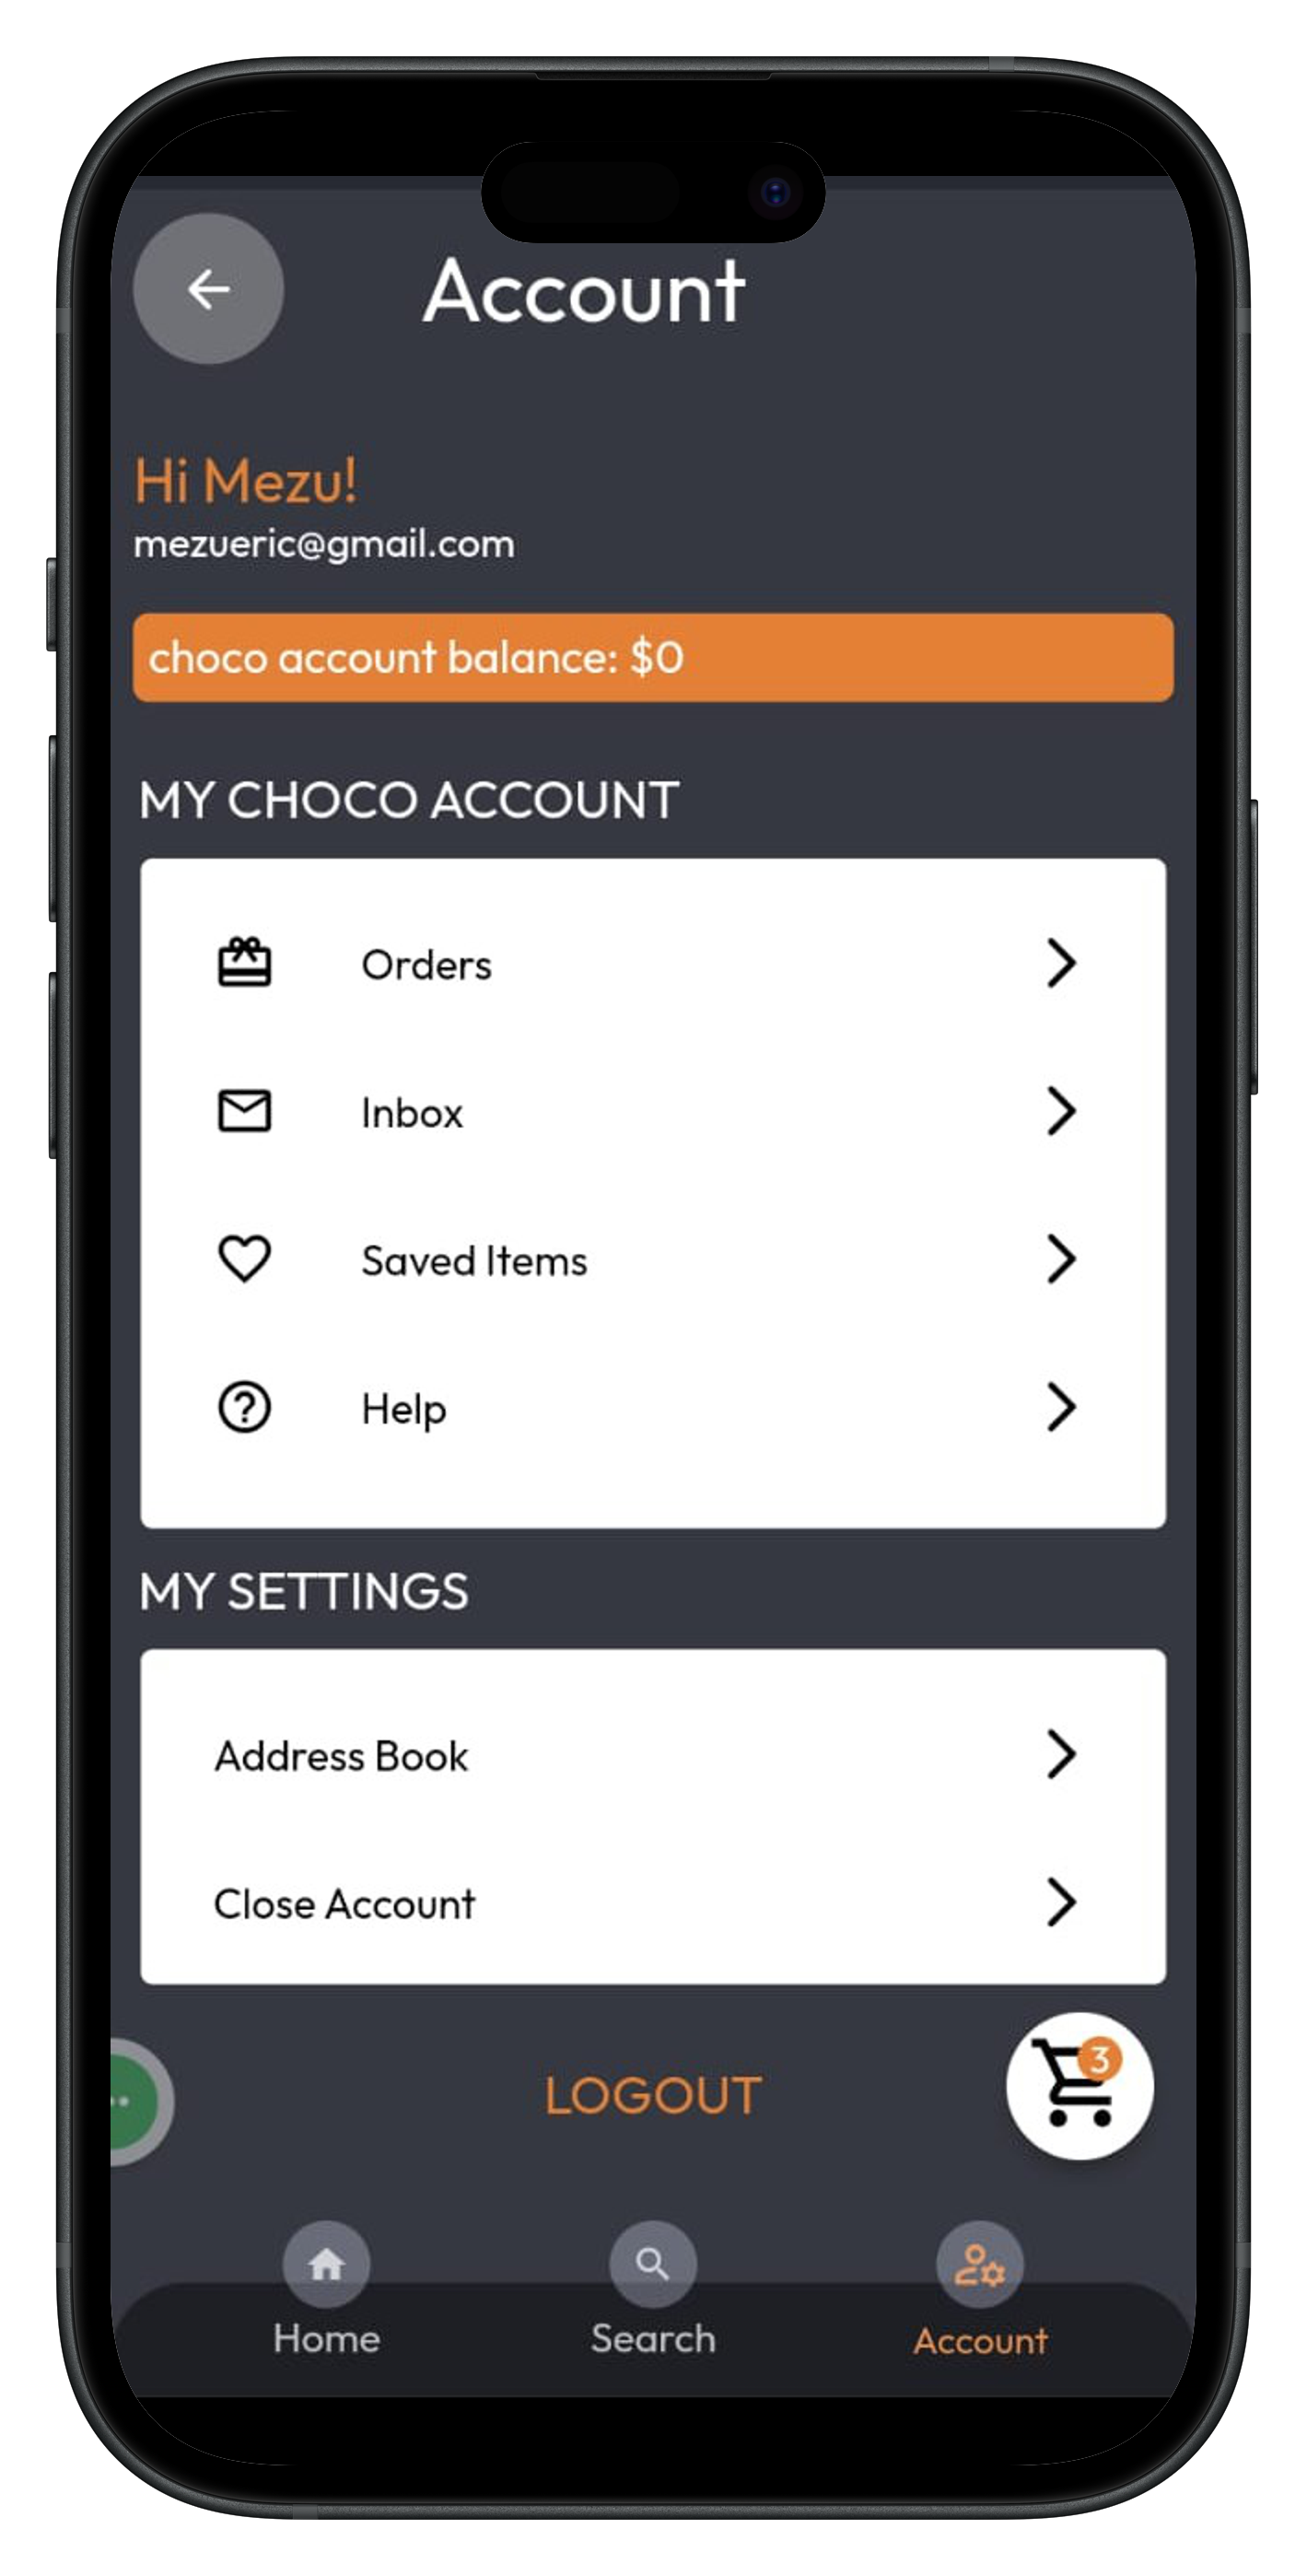 Account
Hi Mezu!
mezueric@gmail.com
choco account balance: $0
MY CHOCO ACCOUNT
Orders
Inbox
Saved Items
Help
MY SETTINGS
Address Book
Close Account
LOGOUT
3
Home
Search
Account